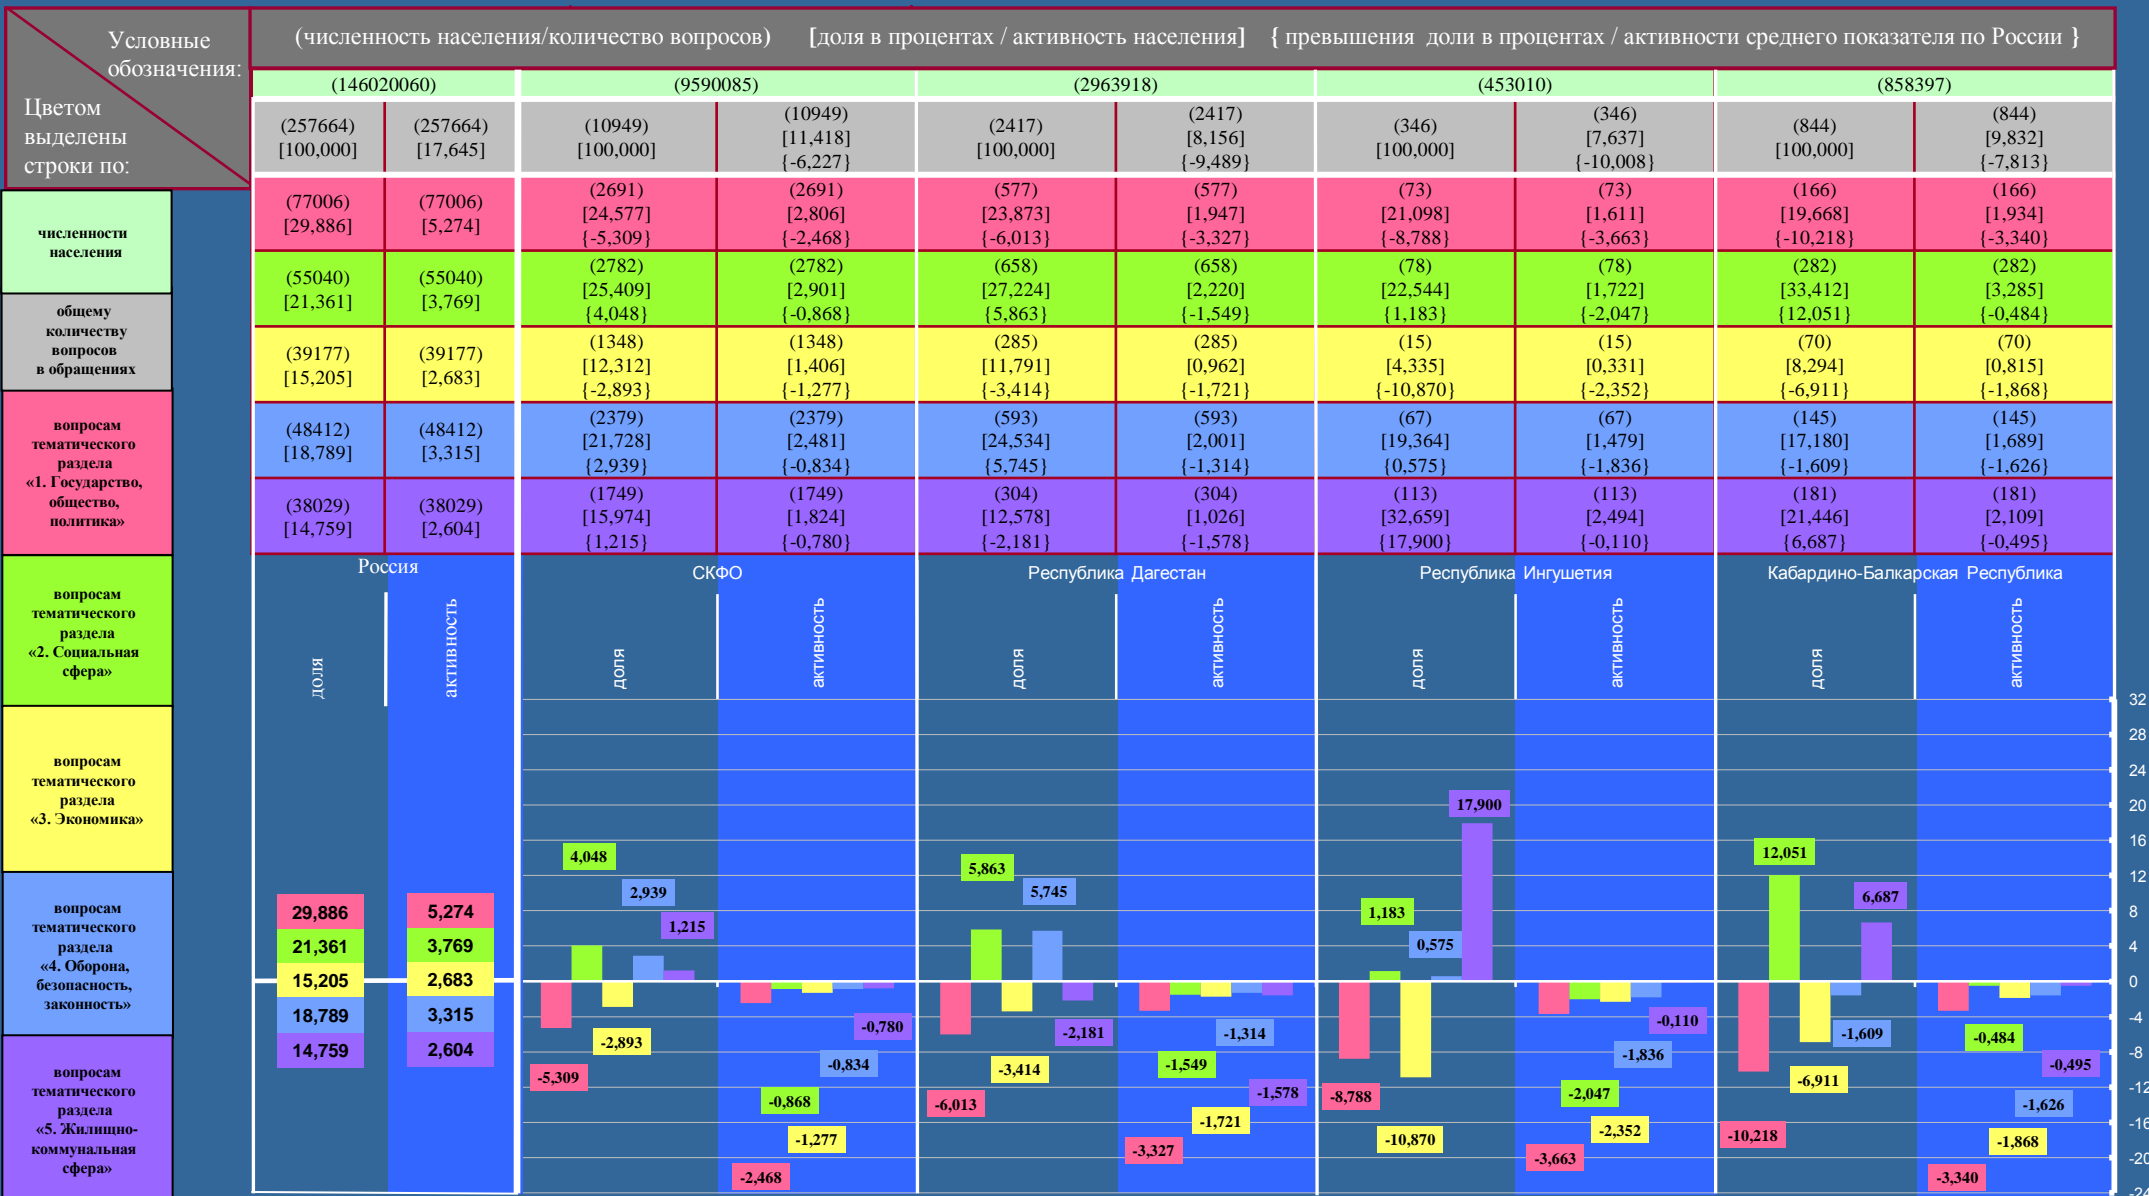 Условные
обозначения:
Цветом
выделены
строки по:
(численность населения/количество вопросов) [доля в процентах / активность населения] { превышения доли в процентах / активности среднего показателя по России }
(146020060) (9590085) (2963918) (453010) (858397)
(257664) (257664) (10949) (10949) (2417) (2417) (346) (346) (844) (844)
[100,000] [17,645] [100,000] [11,418] [100,000] [8,156] [100,000] [7,637] [100,000] [9,832]
{-6,227} {-9,489} {-10,008} {-7,813}
(77006) (77006) (2691) (2691) (577) (577) (73) (73) (166) (166)
[29,886] [5,274] [24,577] [2,806] [23,873] [1,947] [21,098] [1,611] [19,668] [1,934]
{-5,309} {-2,468} {-6,013} {-3,327} {-8,788} {-3,663} {-10,218} {-3,340}
(55040) (55040) (2782) (2782) (658) (658) (78) (78) (282) (282)
[21,361] [3,769] [25,409] [2,901] [27,224] [2,220] [22,544] [1,722] [33,412] [3,285]
{4,048} {-0,868} {5,863} {-1,549} {1,183} {-2,047} {12,051} {-0,484}
(39177) (39177) (1348) (1348) (285) (285) (15) (15) (70) (70)
[15,205] [2,683] [12,312] [1,406] [11,791] [0,962] [4,335] [0,331] [8,294] [0,815]
{-2,893} {-1,277} {-3,414} {-1,721} {-10,870} {-2,352} {-6,911} {-1,868}
(48412) (48412) (2379) (2379) (593) (593) (67) (67) (145) (145)
[18,789] [3,315] [21,728] [2,481] [24,534] [2,001] [19,364] [1,479] [17,180] [1,689]
{2,939} {-0,834} {5,745} {-1,314} {0,575} {-1,836} {-1,609} {-1,626}
(38029) (38029) (1749) (1749) (304) (304) (113) (113) (181) (181)
[14,759] [2,604] [15,974] [1,824] [12,578] [1,026] [32,659] [2,494] [21,446] [2,109]
{1,215} {-0,780} {-2,181} {-1,578} {17,900} {-0,110} {6,687} {-0,495}
численности
населения
общему
количеству
вопросов
в обращениях
вопросам
тематического
раздела
«1. Государство,
общество,
политика»
вопросам
тематического
раздела
«2. Социальная
сфера»
вопросам
тематического
раздела
«3. Экономика»
вопросам
тематического
раздела
«4. Оборона,
безопасность,
законность»
вопросам
тематического
раздела
«5. Жилищно-
коммунальная
сфера»
Россия СКФО Республика Дагестан Республика Ингушетия Кабардино-Балкарская Республика
доля активность доля активность доля активность доля активность доля активность
29,886 5,274
21,361 3,769
15,205 2,683
18,789 3,315
14,759 2,604
4,048
2,939
1,215
-2,893
-5,309
-0,780
-0,834
-0,868
-1,277
-2,468
5,863
5,745
-2,181
-3,414
-6,013
-1,314
-1,549
-1,578
-1,721
-3,327
17,900
1,183
0,575
-8,788
-10,870
-0,110
-1,836
-2,047
-2,352
-3,663
12,051
6,687
-1,609
-6,911
-10,218
-0,484
-0,495
-1,626
-1,868
-3,340
32
28
24
20
16
12
8
4
0
-4
-8
-12
-16
-20
-24